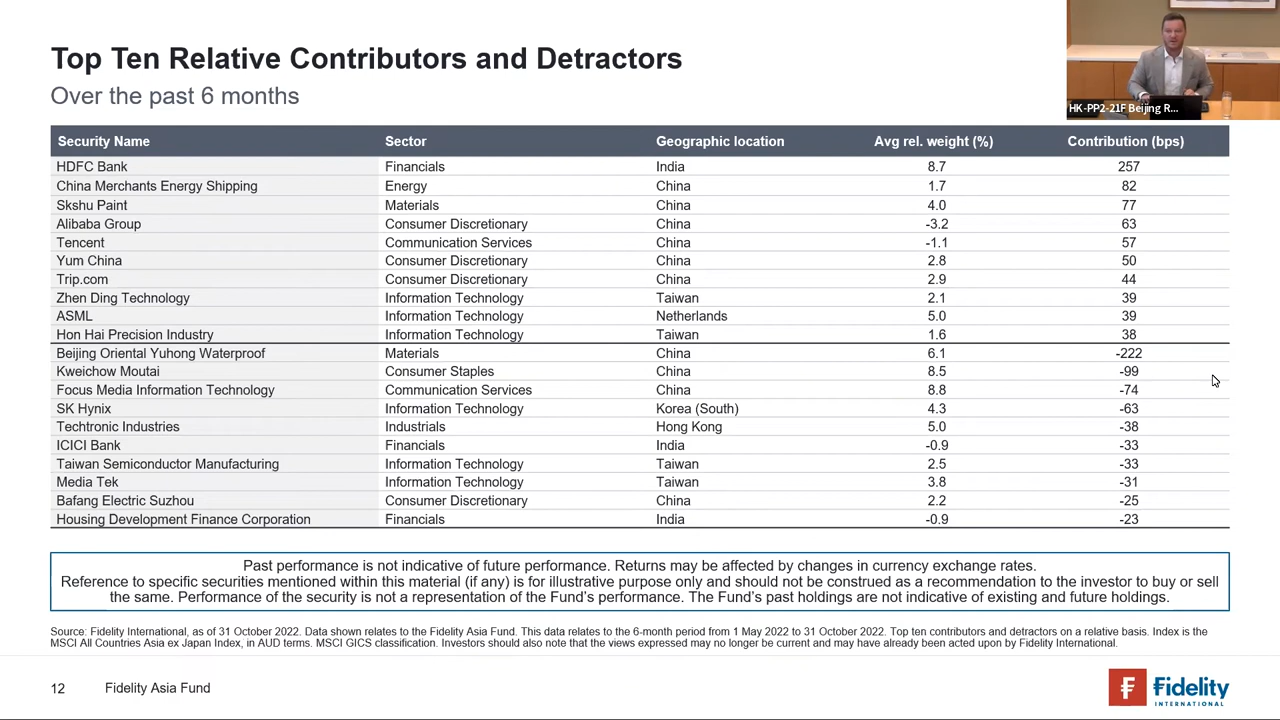 Top Ten Relative Contributors and Detractors
Over the past 6 months
HK-PP2-21F Beijing R...
Security Name Sector Geographic location Avg rel. weight (%) Contribution (bps)
HDFC Bank Financials India 8.7 257
China Merchants Energy Shipping Energy China 1.7 82
Skshu Paint Materials China 4.0 77
Alibaba Group Consumer Discretionary China -3.2 63
Tencent Communication Services China -1.1 57
Yum China Consumer Discretionary China 2.8 50
Trip.com Consumer Discretionary China 2.9 44
Zhen Ding Technology Information Technology Taiwan 2.1 39
ASML Information Technology Netherlands 5.0 39
Hon Hai Precision Industry Information Technology Taiwan 1.6 38
Beijing Oriental Yuhong Waterproof Materials China 6.1 -222
Kweichow Moutai Consumer Staples China 8.5 -99
Focus Media Information Technology Communication Services China 8.8 -74
SK Hynix Information Technology Korea (South) 4.3 -63
Techtronic Industries Industrials Hong Kong 5.0 -38
ICICI Bank Financials India -0.9 -33
Taiwan Semiconductor Manufacturing Information Technology Taiwan 2.5 -33
Media Tek Information Technology Taiwan 3.8 -31
Bafang Electric Suzhou Consumer Discretionary China 2.2 -25
Housing Development Finance Corporation Financials India -0.9 -23
Past performance is not indicative of future performance. Returns may be affected by changes in currency exchange rates.
Reference to specific securities mentioned within this material (if any) is for illustrative purpose only and should not be construed as a recommendation to the investor to buy or sell
the same. Performance of the security is not a representation of the Fund's performance. The Fund's past holdings are not indicative of existing and future holdings.
Source: Fidelity International, as of 31 October 2022. Data shown relates to the Fidelity Asia Fund. This data relates to the 6-month period from 1 May 2022 to 31 October 2022. Top ten contributors and detractors on a relative basis. Index is the
MSCI All Countries Asia ex Japan Index, in AUD terms. MSCI GICS classification. Investors should also note that the views expressed may no longer be current and may have already been acted upon by Fidelity International.
12 Fidelity Asia Fund
Fidelity
INTERNATIONAL